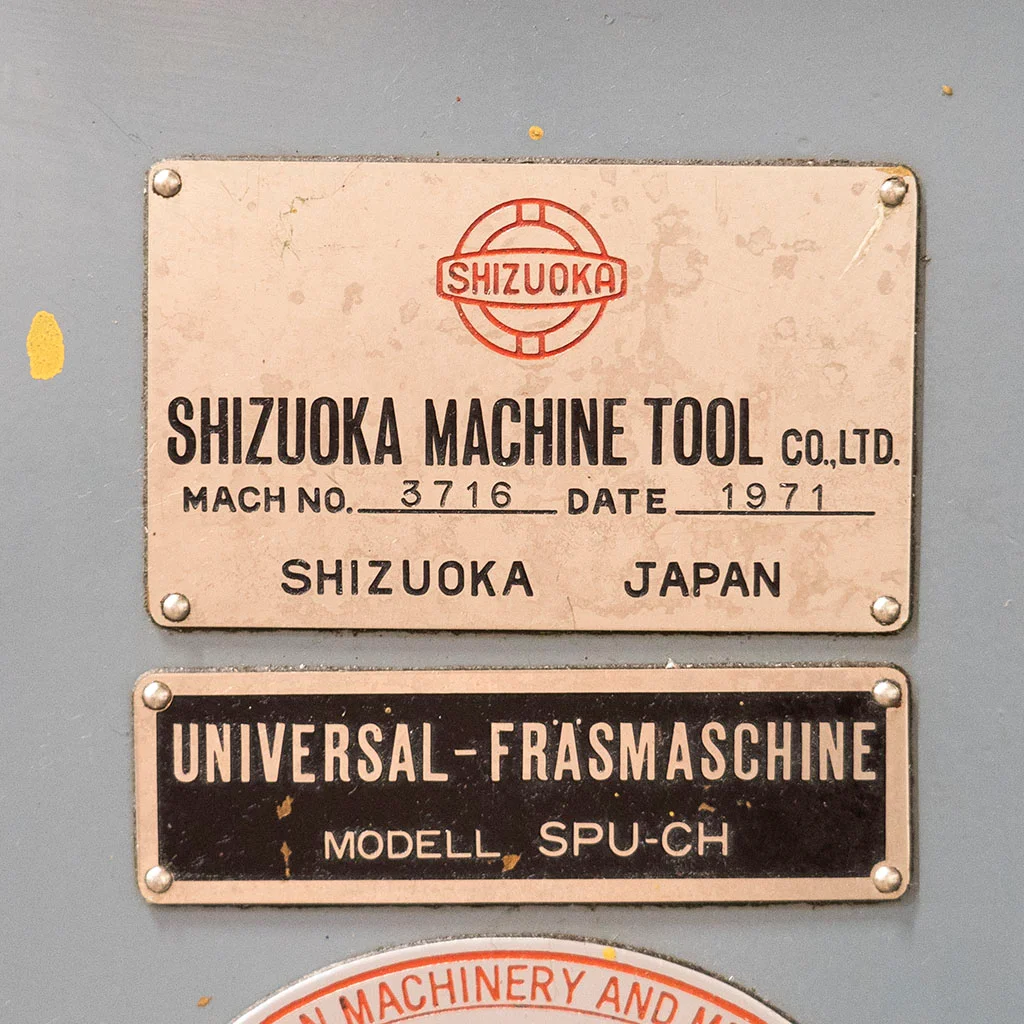 SHIZUOKA
SHIZUOKA MACHINE TOOL CO.,LTD.
MACH NO. 3716 DATE 1971
SHIZUOKA JAPAN
UNIVERSAL-FRÄSMASCHINE
MODELL SPU-CH
MACHINERY AND